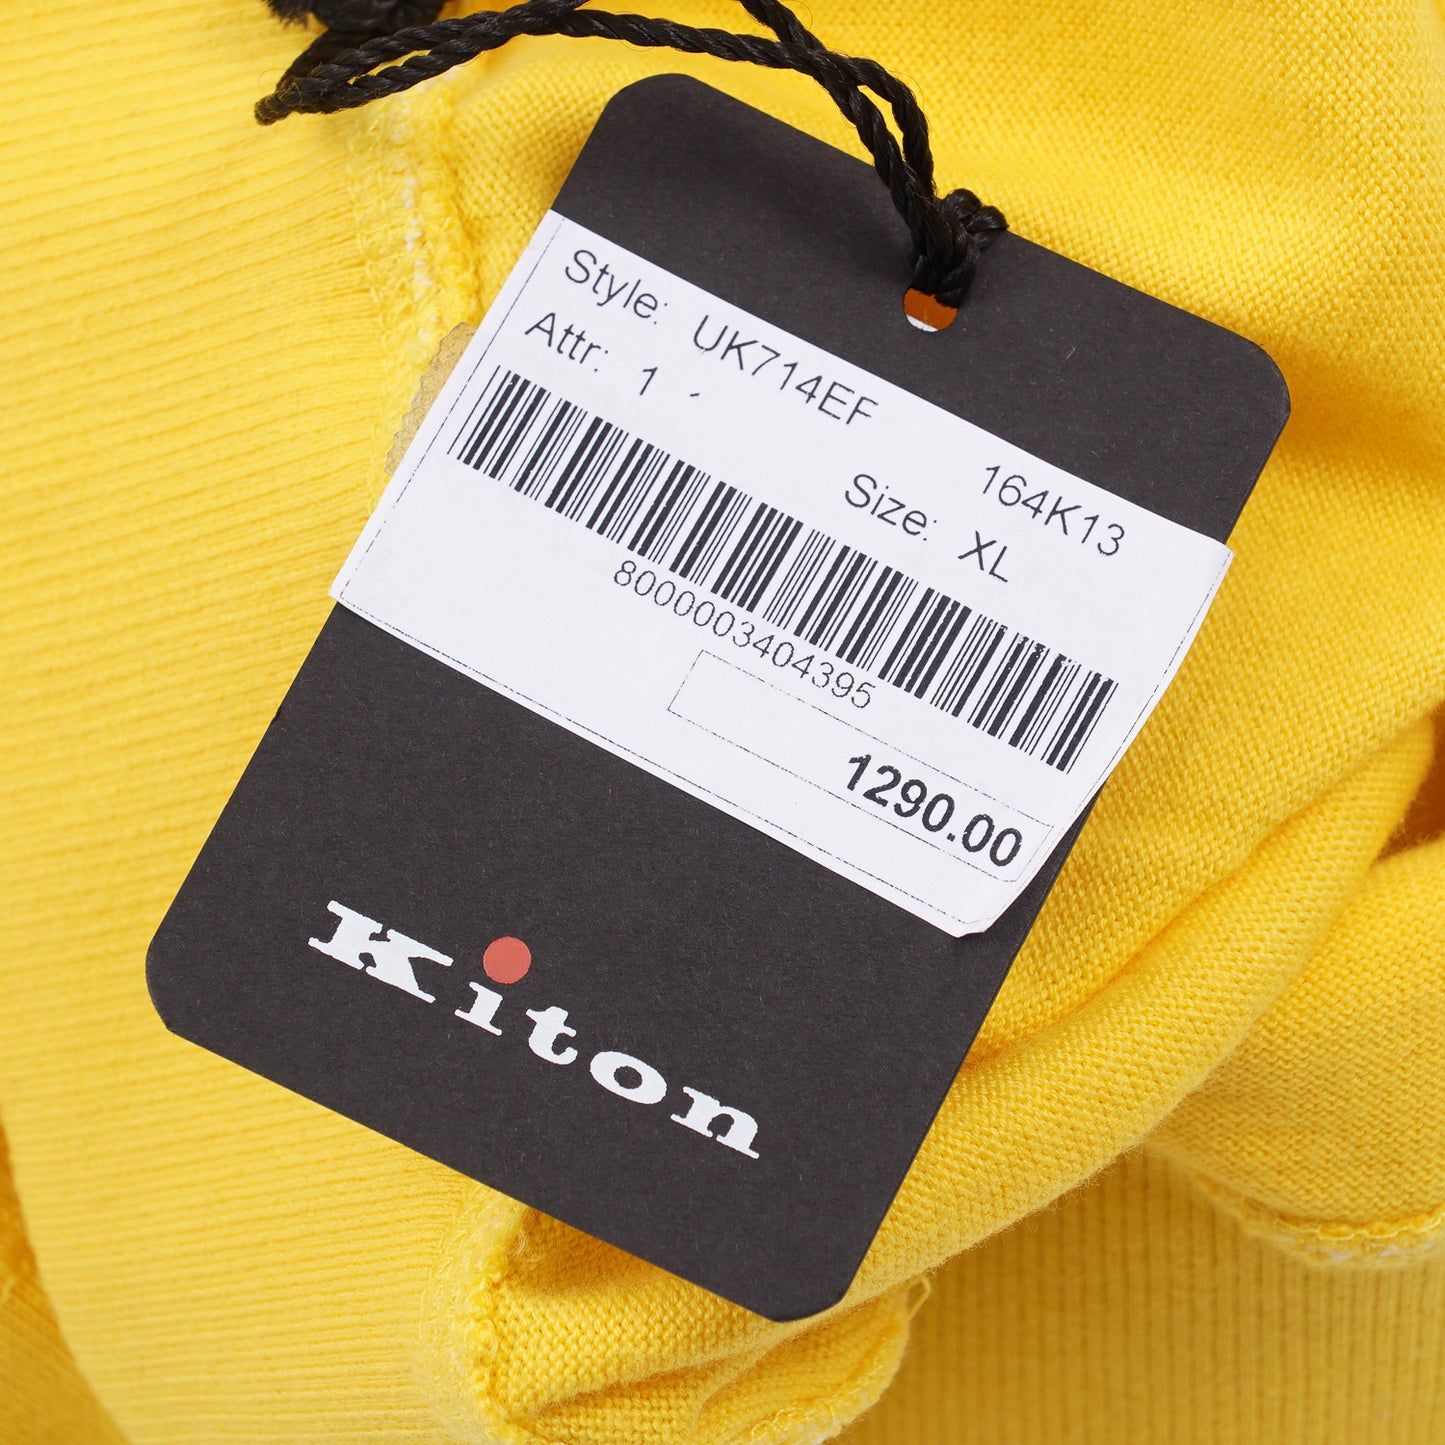 Style: UK714EF
164K13
Attr: 1
Size: XL
8000003404395
1290.00
Kiton